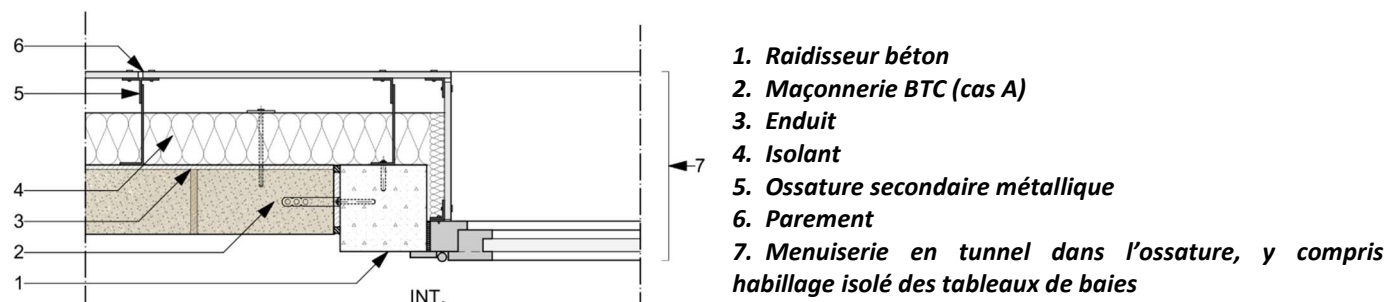 6
5
4
3
2
1
7
INT.
1. Raidisseur béton
2. Maçonnerie BTC (cas A)
3. Enduit
4. Isolant
5. Ossature secondaire métallique
6. Parement
7. Menuiserie en tunnel dans l’ossature, y compris
habillage isolé des tableaux de baies